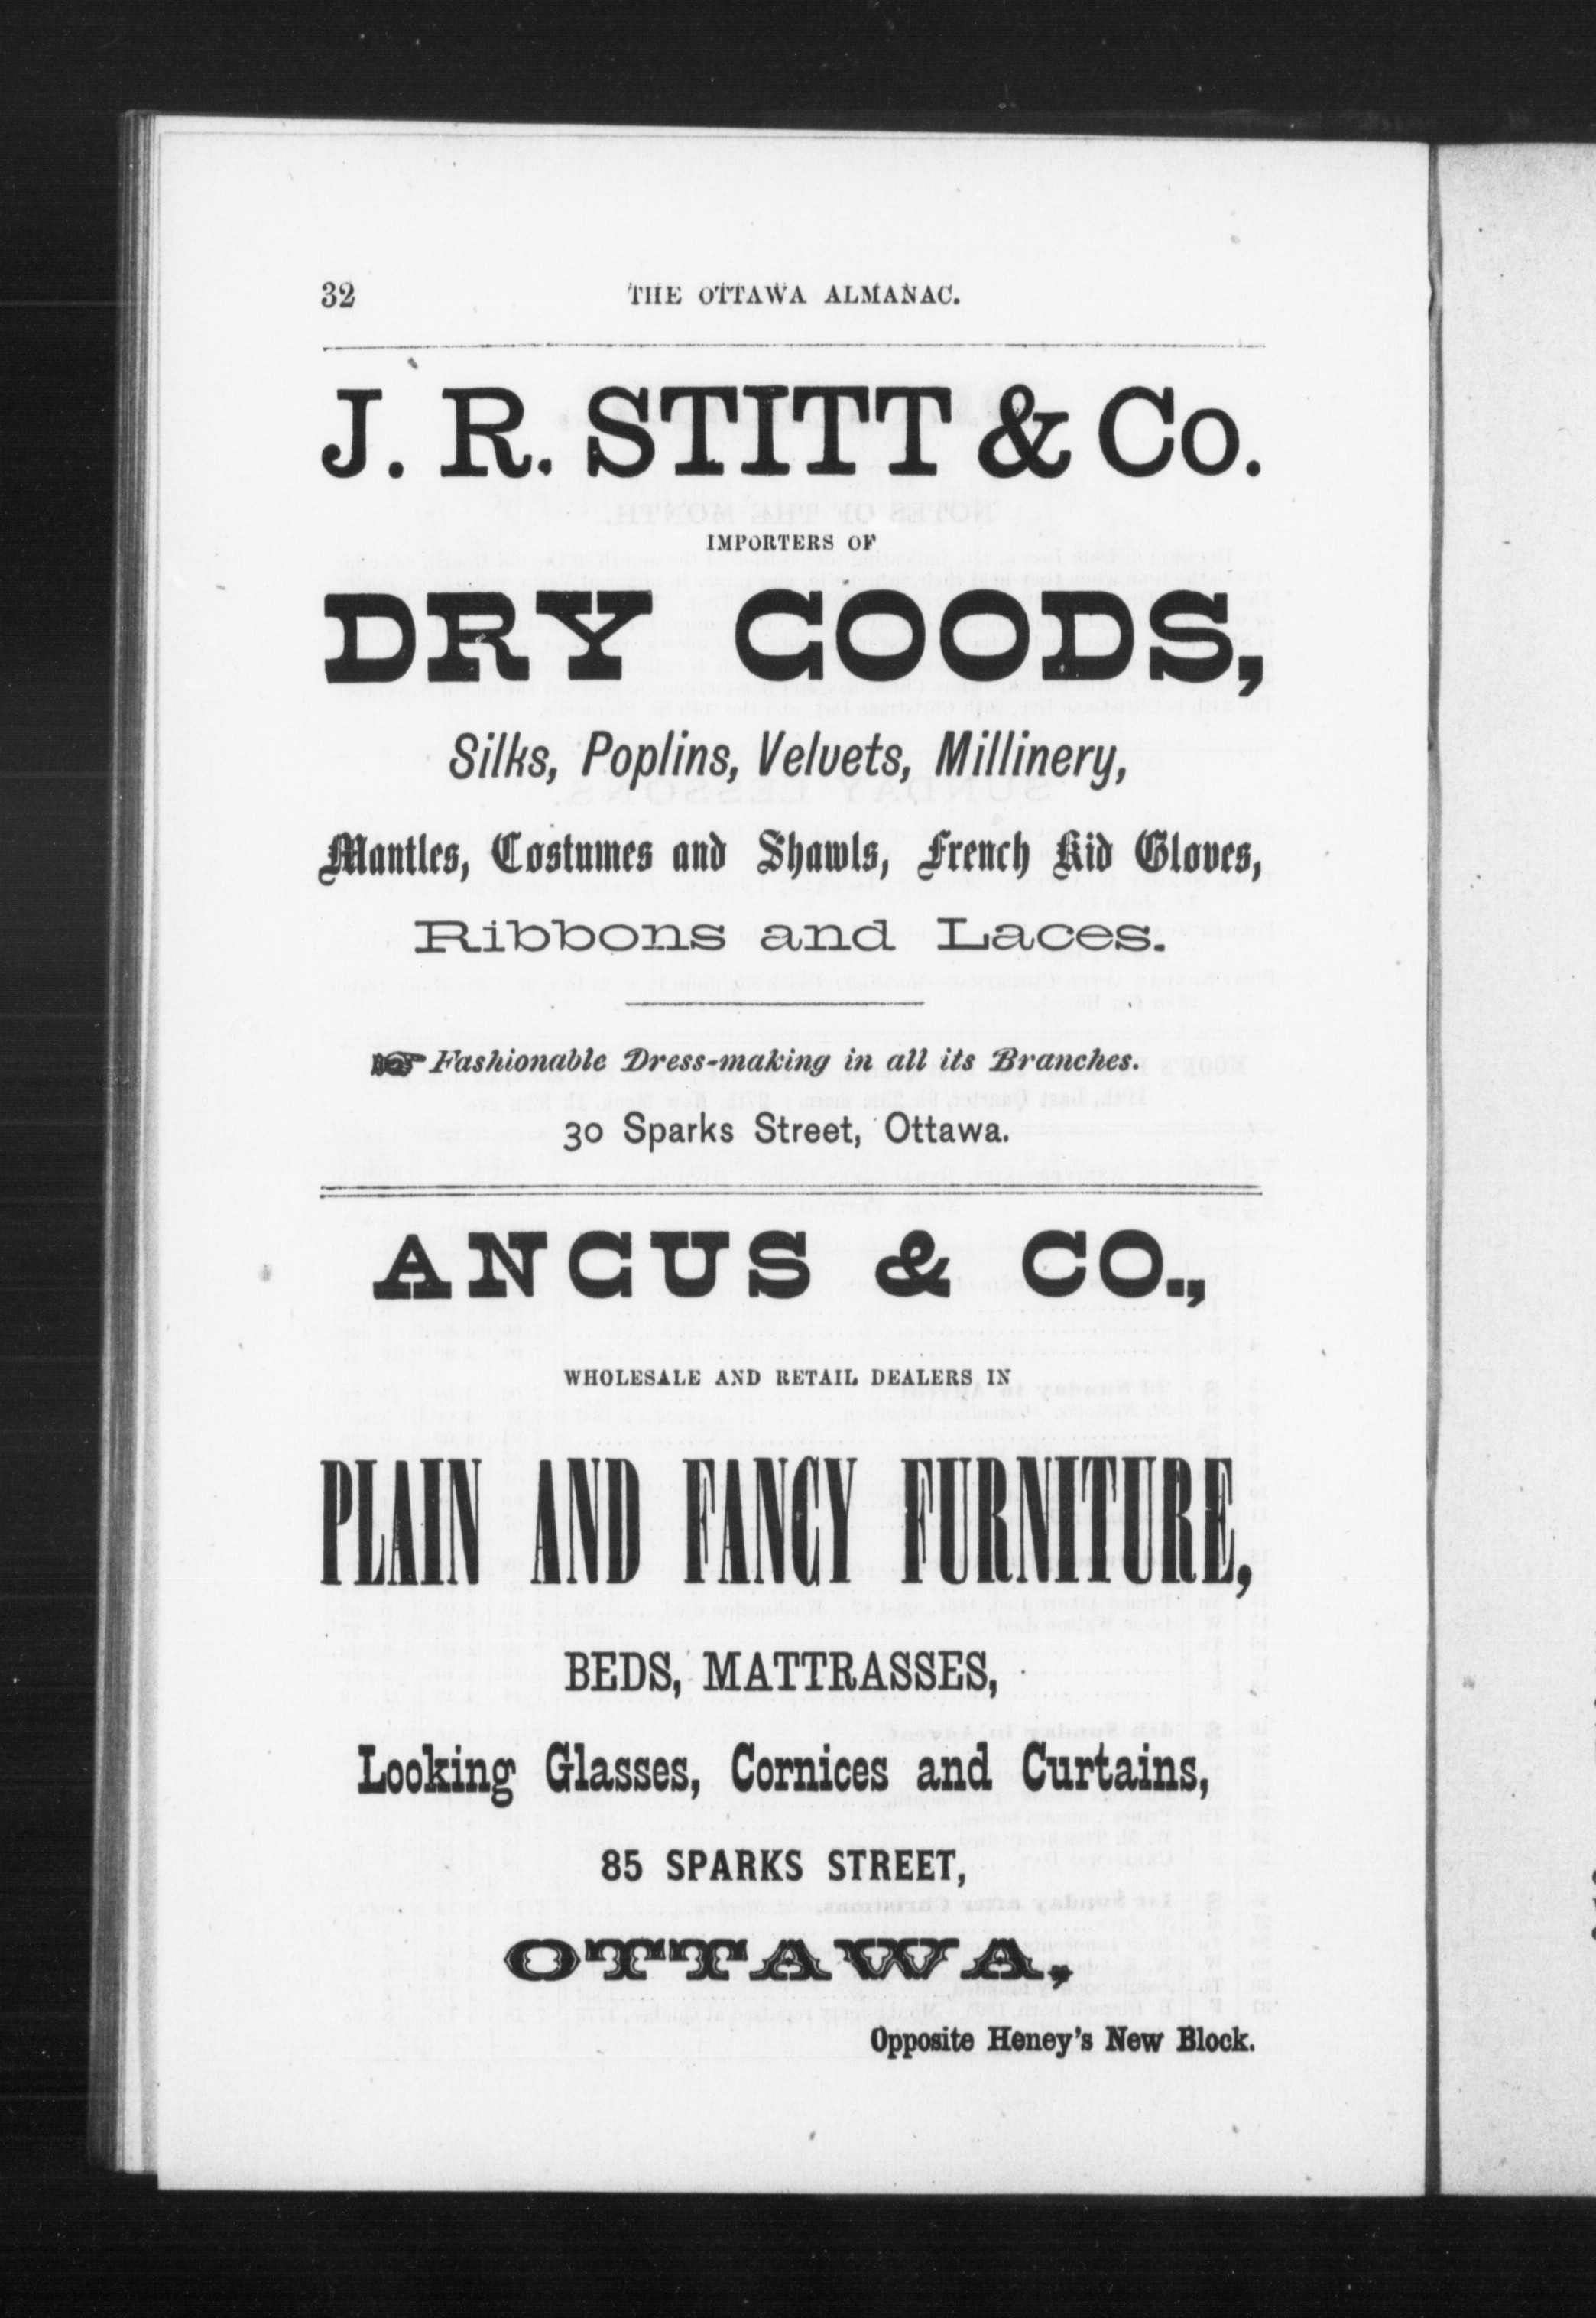 32 THE OTTAWA ALMANAC.
J. R. STITT & Co.
IMPORTERS OF
DRY GOODS,
Silks, Poplins, Velvets, Millinery,
Mantles, Costumes and Shawls, French Kid Gloves,
Ribbons and Laces.
☞ Fashionable Dress-making in all its Branches.
30 Sparks Street, Ottawa.
ANGUS & CO.,
WHOLESALE AND RETAIL DEALERS IN
PLAIN AND FANCY FURNITURE,
BEDS, MATTRASSES,
Looking Glasses, Cornices and Curtains,
85 SPARKS STREET,
OTTAWA,
Opposite Heney's New Block.